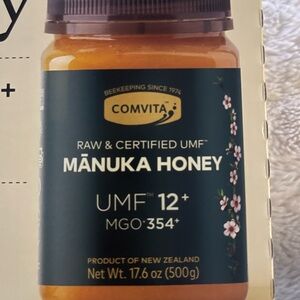 y
+
BEEKEEPING SINCE 1974
COMVITA
RAW & CERTIFIED UMF™
MĀNUKA HONEY
UMF™ 12+
MGO·354+
PRODUCT OF NEW ZEALAND
Net Wt. 17.6 oz (500g)